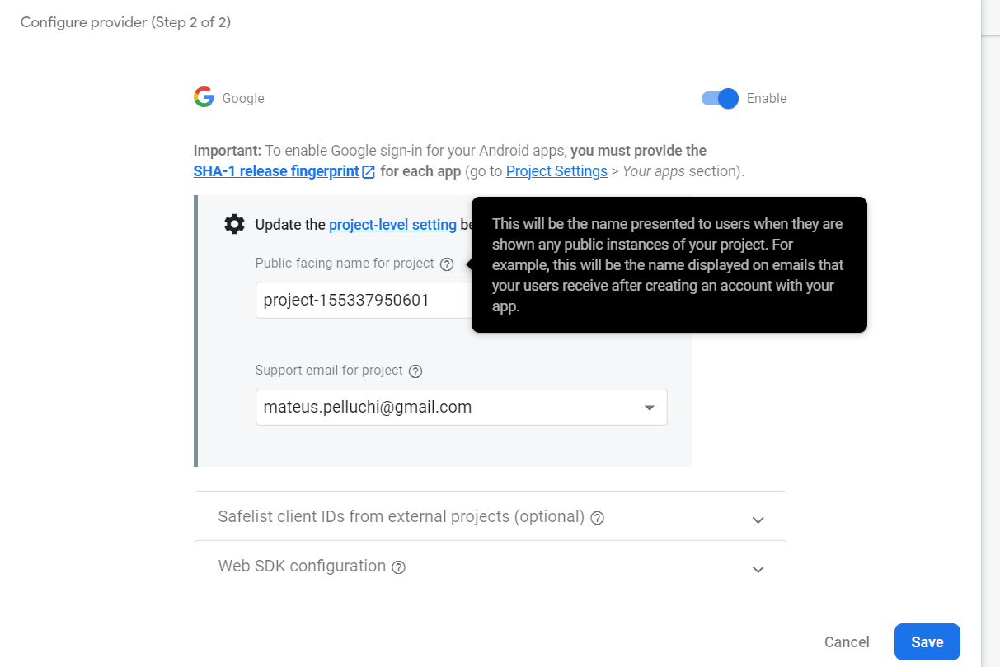 Configure provider (Step 2 of 2)
Google
Enable
Important: To enable Google sign-in for your Android apps, you must provide the
SHA-1 release fingerprint for each app (go to Project Settings > Your apps section).
Update the project-level setting
This will be the name presented to users when they are
shown any public instances of your project. For
example, this will be the name displayed on emails that
your users receive after creating an account with your
app.
Public-facing name for project
project-155337950601
Support email for project
mateus.pelluchi@gmail.com
Safelist client IDs from external projects (optional)
Web SDK configuration
Cancel
Save